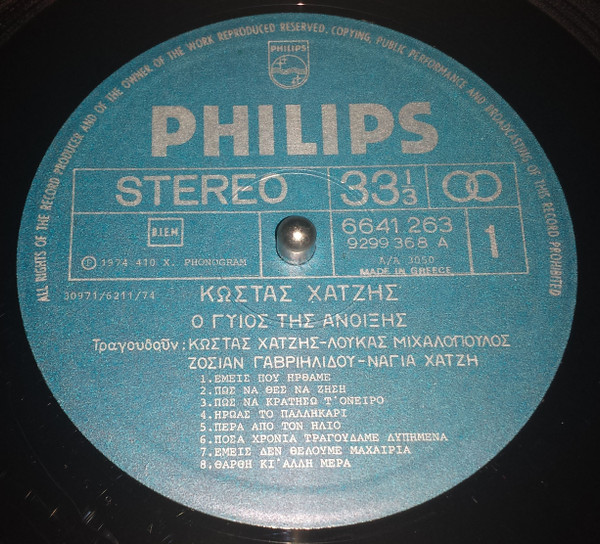 ALL RIGHTS OF THE RECORD PRODUCER AND OF THE OWNER OF THE WORK REPRODUCED RESERVED. COPYING, PUBLIC PERFORMANCE AND BROADCASTING OF THIS RECORD PROHIBITED
PHILIPS
PHILIPS
STEREO 33 1/3
B.I.E.M. 6641 263 1
9299 368 A
Ⓟ 1974 410 X. PHONOGRAM A/A 3050
MADE IN GREECE
30971/6211/74
ΚΩΣΤΑΣ ΧΑΤΖΗΣ
Ο ΓΥΙΟΣ ΤΗΣ ΑΝΟΙΞΗΣ
Τραγουδοῦν: ΚΩΣΤΑΣ ΧΑΤΖΗΣ-ΛΟΥΚΑΣ ΜΙΧΑΛΟΠΟΥΛΟΣ
ΖΟΣΙΑΝ ΓΑΒΡΙΗΛΙΔΟΥ-ΝΑΓΙΑ ΧΑΤΖΗ
1.ΕΜΕΙΣ ΠΟΥ ΗΡΘΑΜΕ
2.ΠΩΣ ΝΑ ΘΕΣ ΝΑ ΖΗΣΗ
3.ΠΩΣ ΝΑ ΚΡΑΤΗΣΩ Τ'ΟΝΕΙΡΟ
4.ΗΡΩΑΣ ΤΟ ΠΑΛΛΗΚΑΡΙ
5.ΠΕΡΑ ΑΠΟ ΤΟΝ ΗΛΙΟ
6.ΠΟΣΑ ΧΡΟΝΙΑ ΤΡΑΓΟΥΔΑΜΕ ΛΥΠΗΜΕΝΑ
7.ΕΜΕΙΣ ΔΕΝ ΘΕΛΟΥΜΕ ΜΑΧΑΙΡΙΑ
8.ΘΑΡΘΗ ΚΙ'ΑΛΛΗ ΜΕΡΑ